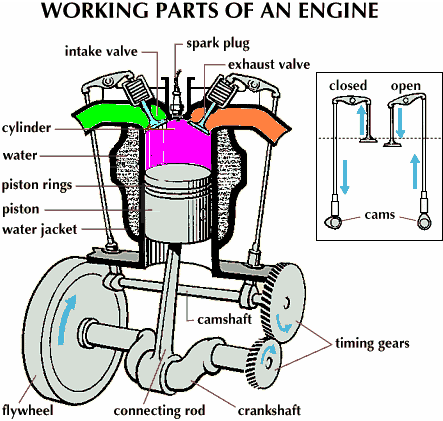 WORKING PARTS OF AN ENGINE
intake valve
spark plug
exhaust valve
cylinder
water
piston rings
piston
water jacket
closed
open
cams
camshaft
timing gears
flywheel
connecting rod
crankshaft